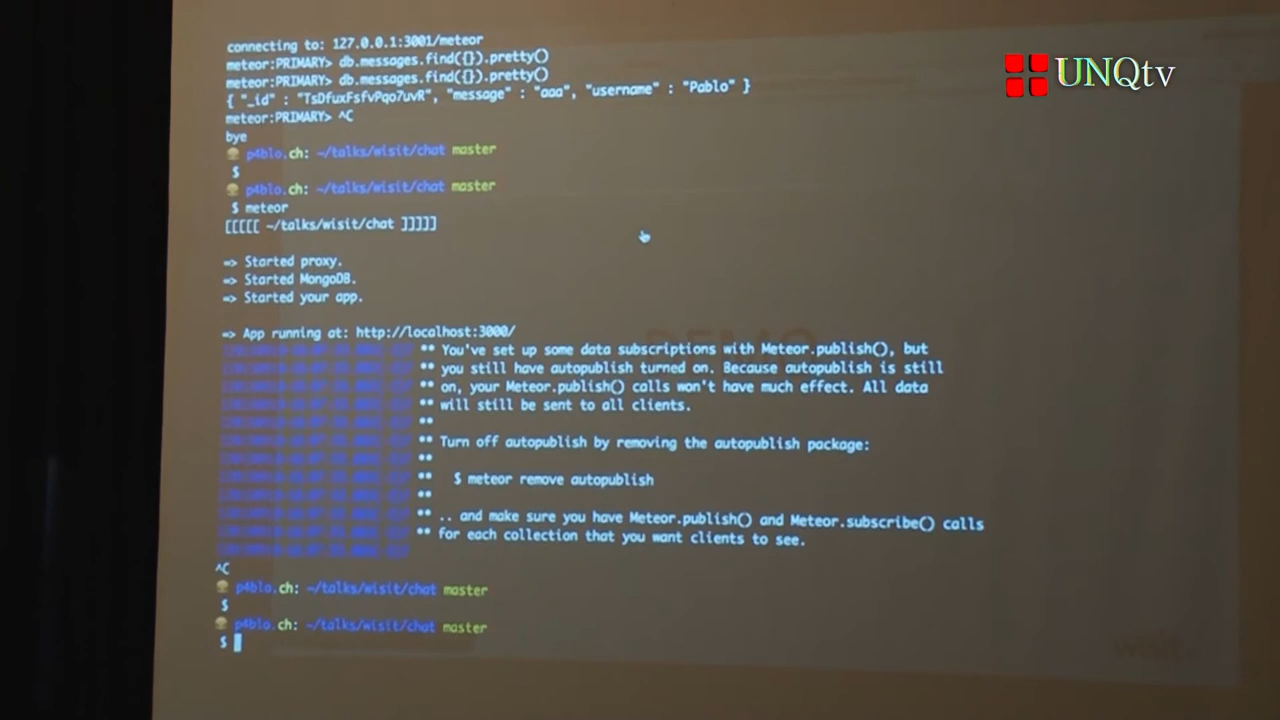 connecting to: 127.0.0.1:3001/meteor
meteor:PRIMARY> db.messages.find({}).pretty()
meteor:PRIMARY> db.messages.find({}).pretty()
{ "_id" : "TsDfuxFsfvPqo7uvR", "message" : "aaa", "username" : "Pablo" }
meteor:PRIMARY> ^C
bye
p4blo.ch: ~/talks/wisit/chat master
$
p4blo.ch: ~/talks/wisit/chat master
$ meteor
[[[[[ ~/talks/wisit/chat ]]]]]
=> Started proxy.
=> Started MongoDB.
=> Started your app.
=> App running at: http://localhost:3000/
** You've set up some data subscriptions with Meteor.publish(), but
** you still have autopublish turned on. Because autopublish is still
** on, your Meteor.publish() calls won't have much effect. All data
** will still be sent to all clients.
**
** Turn off autopublish by removing the autopublish package:
**
** $ meteor remove autopublish
**
** .. and make sure you have Meteor.publish() and Meteor.subscribe() calls
** for each collection that you want clients to see.
^C
p4blo.ch: ~/talks/wisit/chat master
$
p4blo.ch: ~/talks/wisit/chat master
$
UNQtv